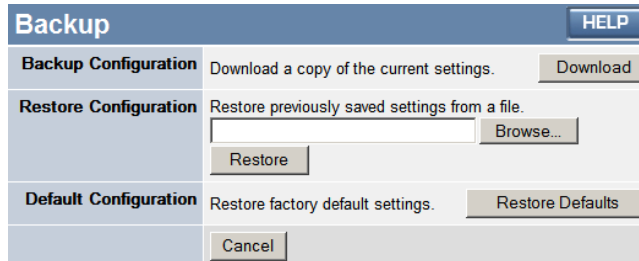 Backup HELP
Backup Configuration Download a copy of the current settings. Download
Restore Configuration Restore previously saved settings from a file.
Browse...
Restore
Default Configuration Restore factory default settings. Restore Defaults
Cancel